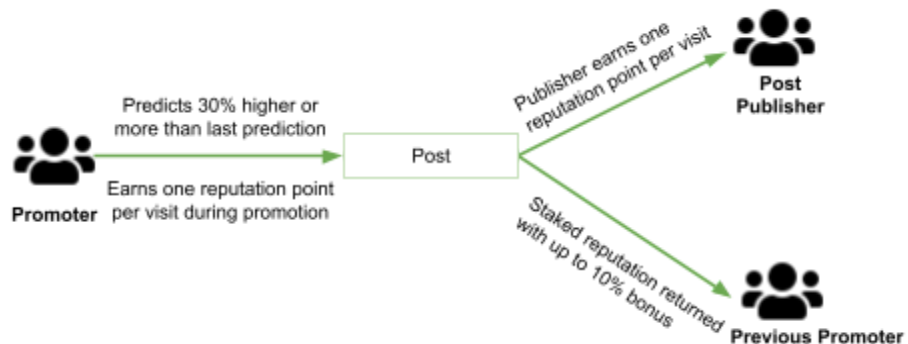 Predicts 30% higher or
more than last prediction
Promoter
Earns one reputation point
per visit during promotion
Post
Publisher earns one
reputation point per visit
Post
Publisher
Staked reputation returned
with up to 10% bonus
Previous Promoter